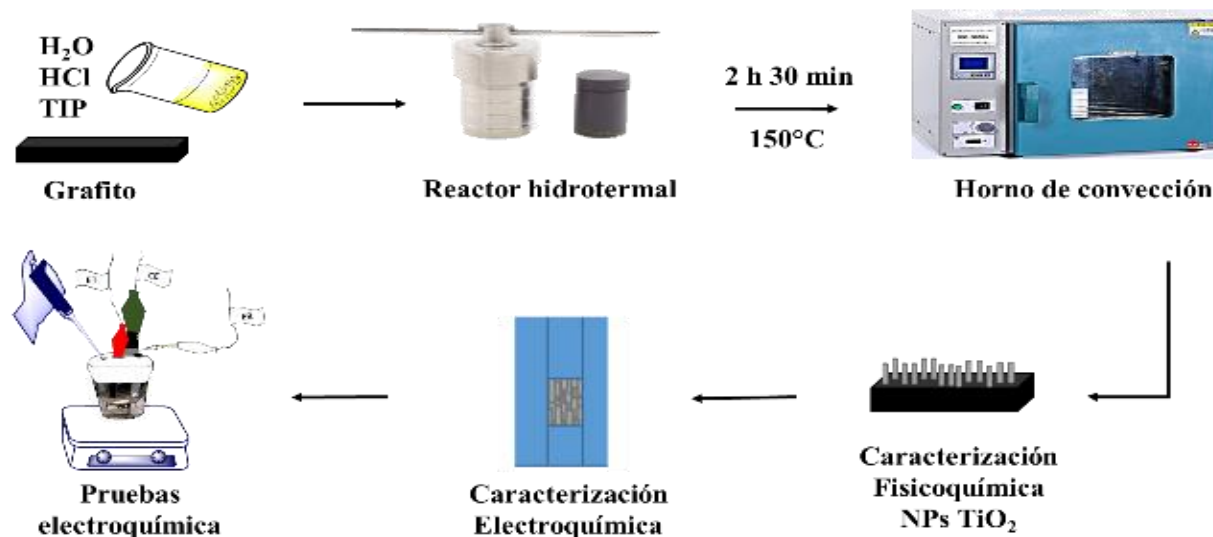 H₂O
HCl
TIP
Grafito
Reactor hidrotermal
2 h 30 min
150°C
Horno de convección
Pruebas
electroquímica
Caracterización
Electroquímica
Caracterización
Fisicoquímica
NPs TiO₂